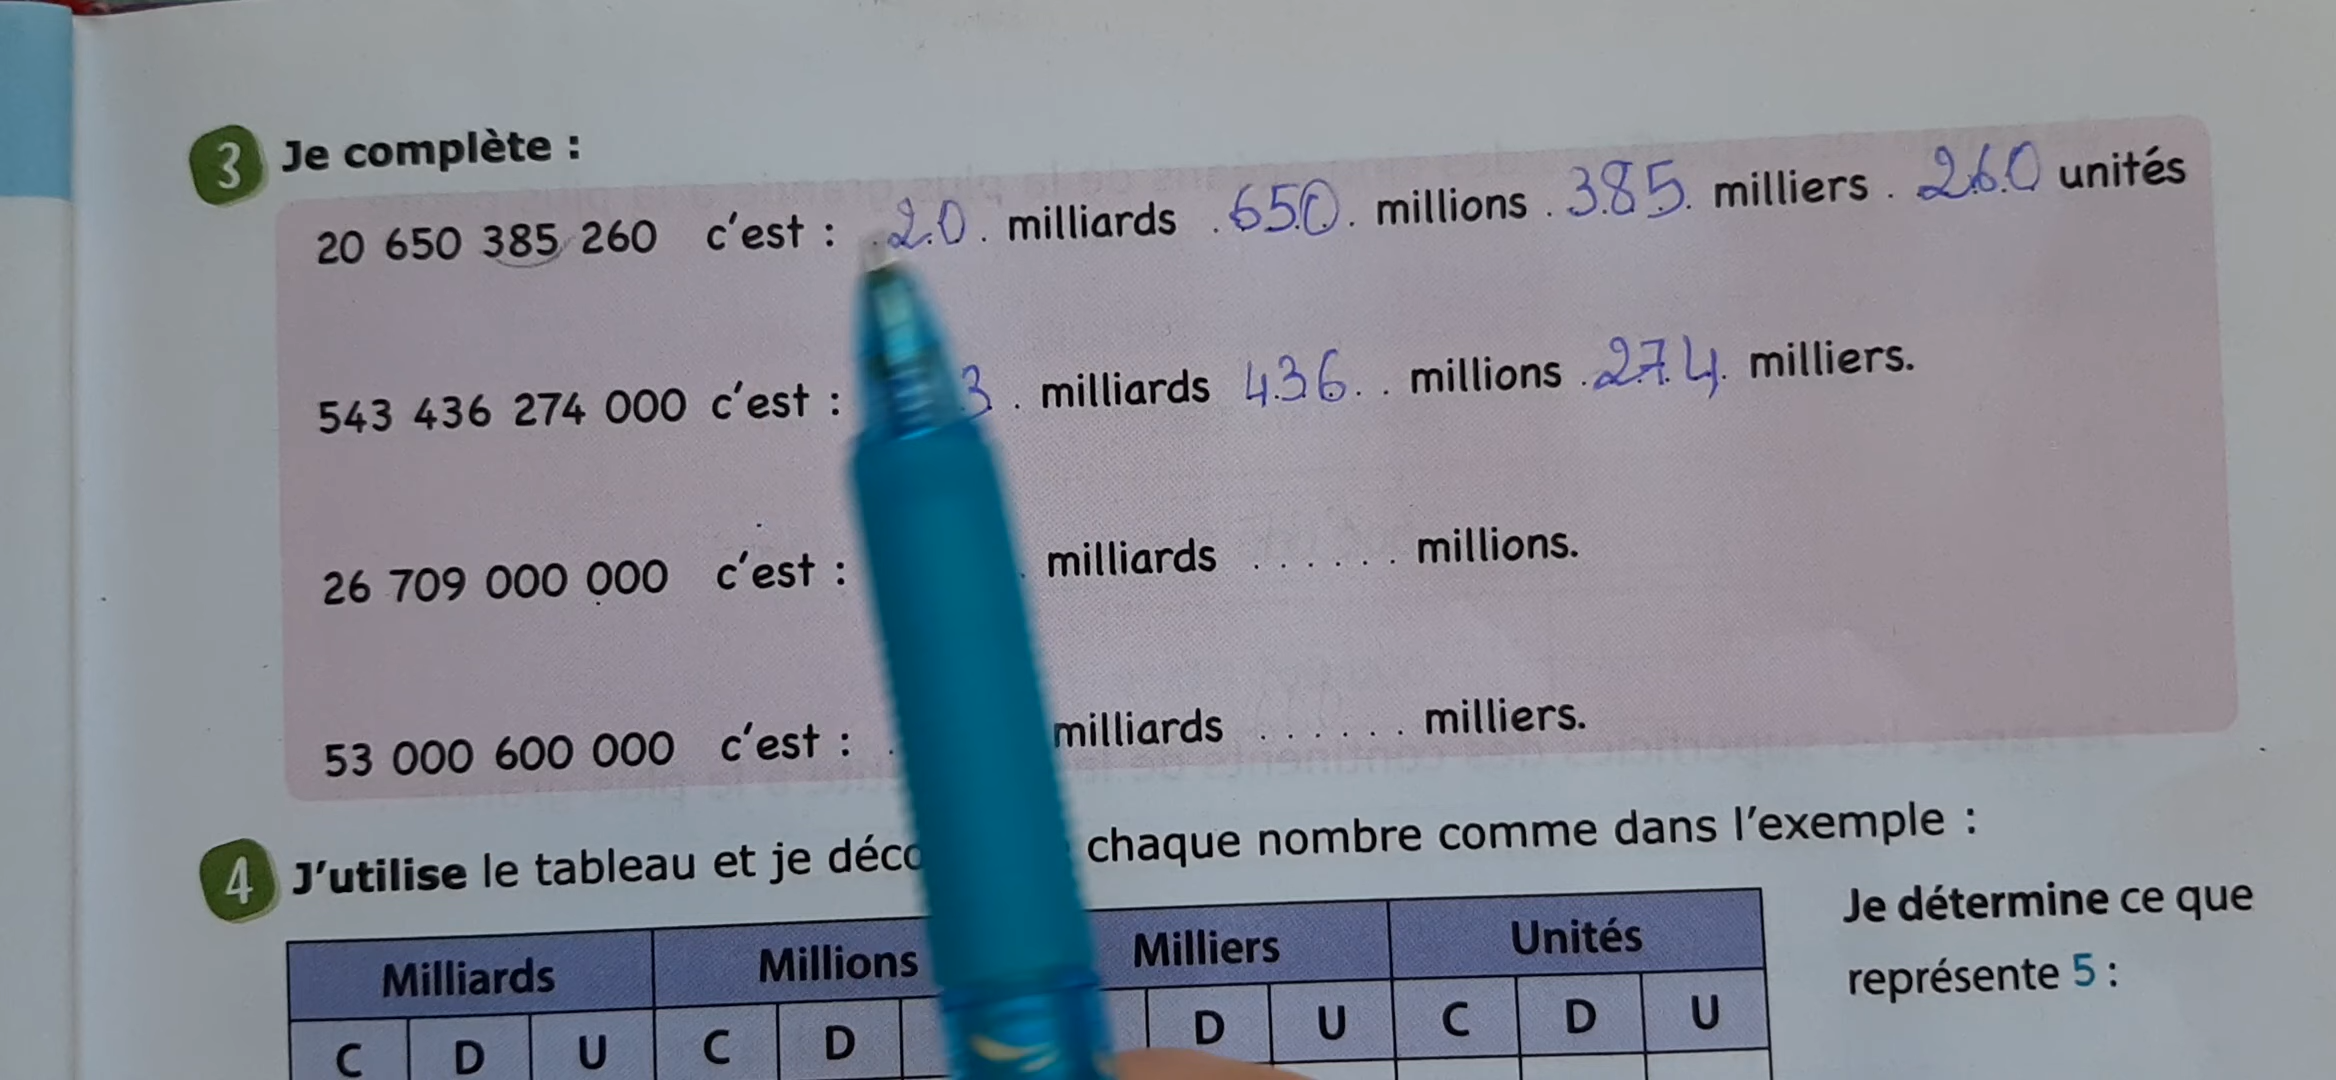 3 Je complète :
20 650 385 260 c'est : .20. milliards .650. millions .385. milliers .260 unités
543 436 274 000 c'est : 3. milliards 436.. millions .274. milliers.
26 709 000 000 c'est : . milliards ...... millions.
53 000 600 000 c'est : . milliards ...... milliers.
4 J'utilise le tableau et je chaque nombre comme dans l'exemple :
Milliards Millions Milliers Unités
C D U C D D U C D U
Je détermine ce que
représente 5 :